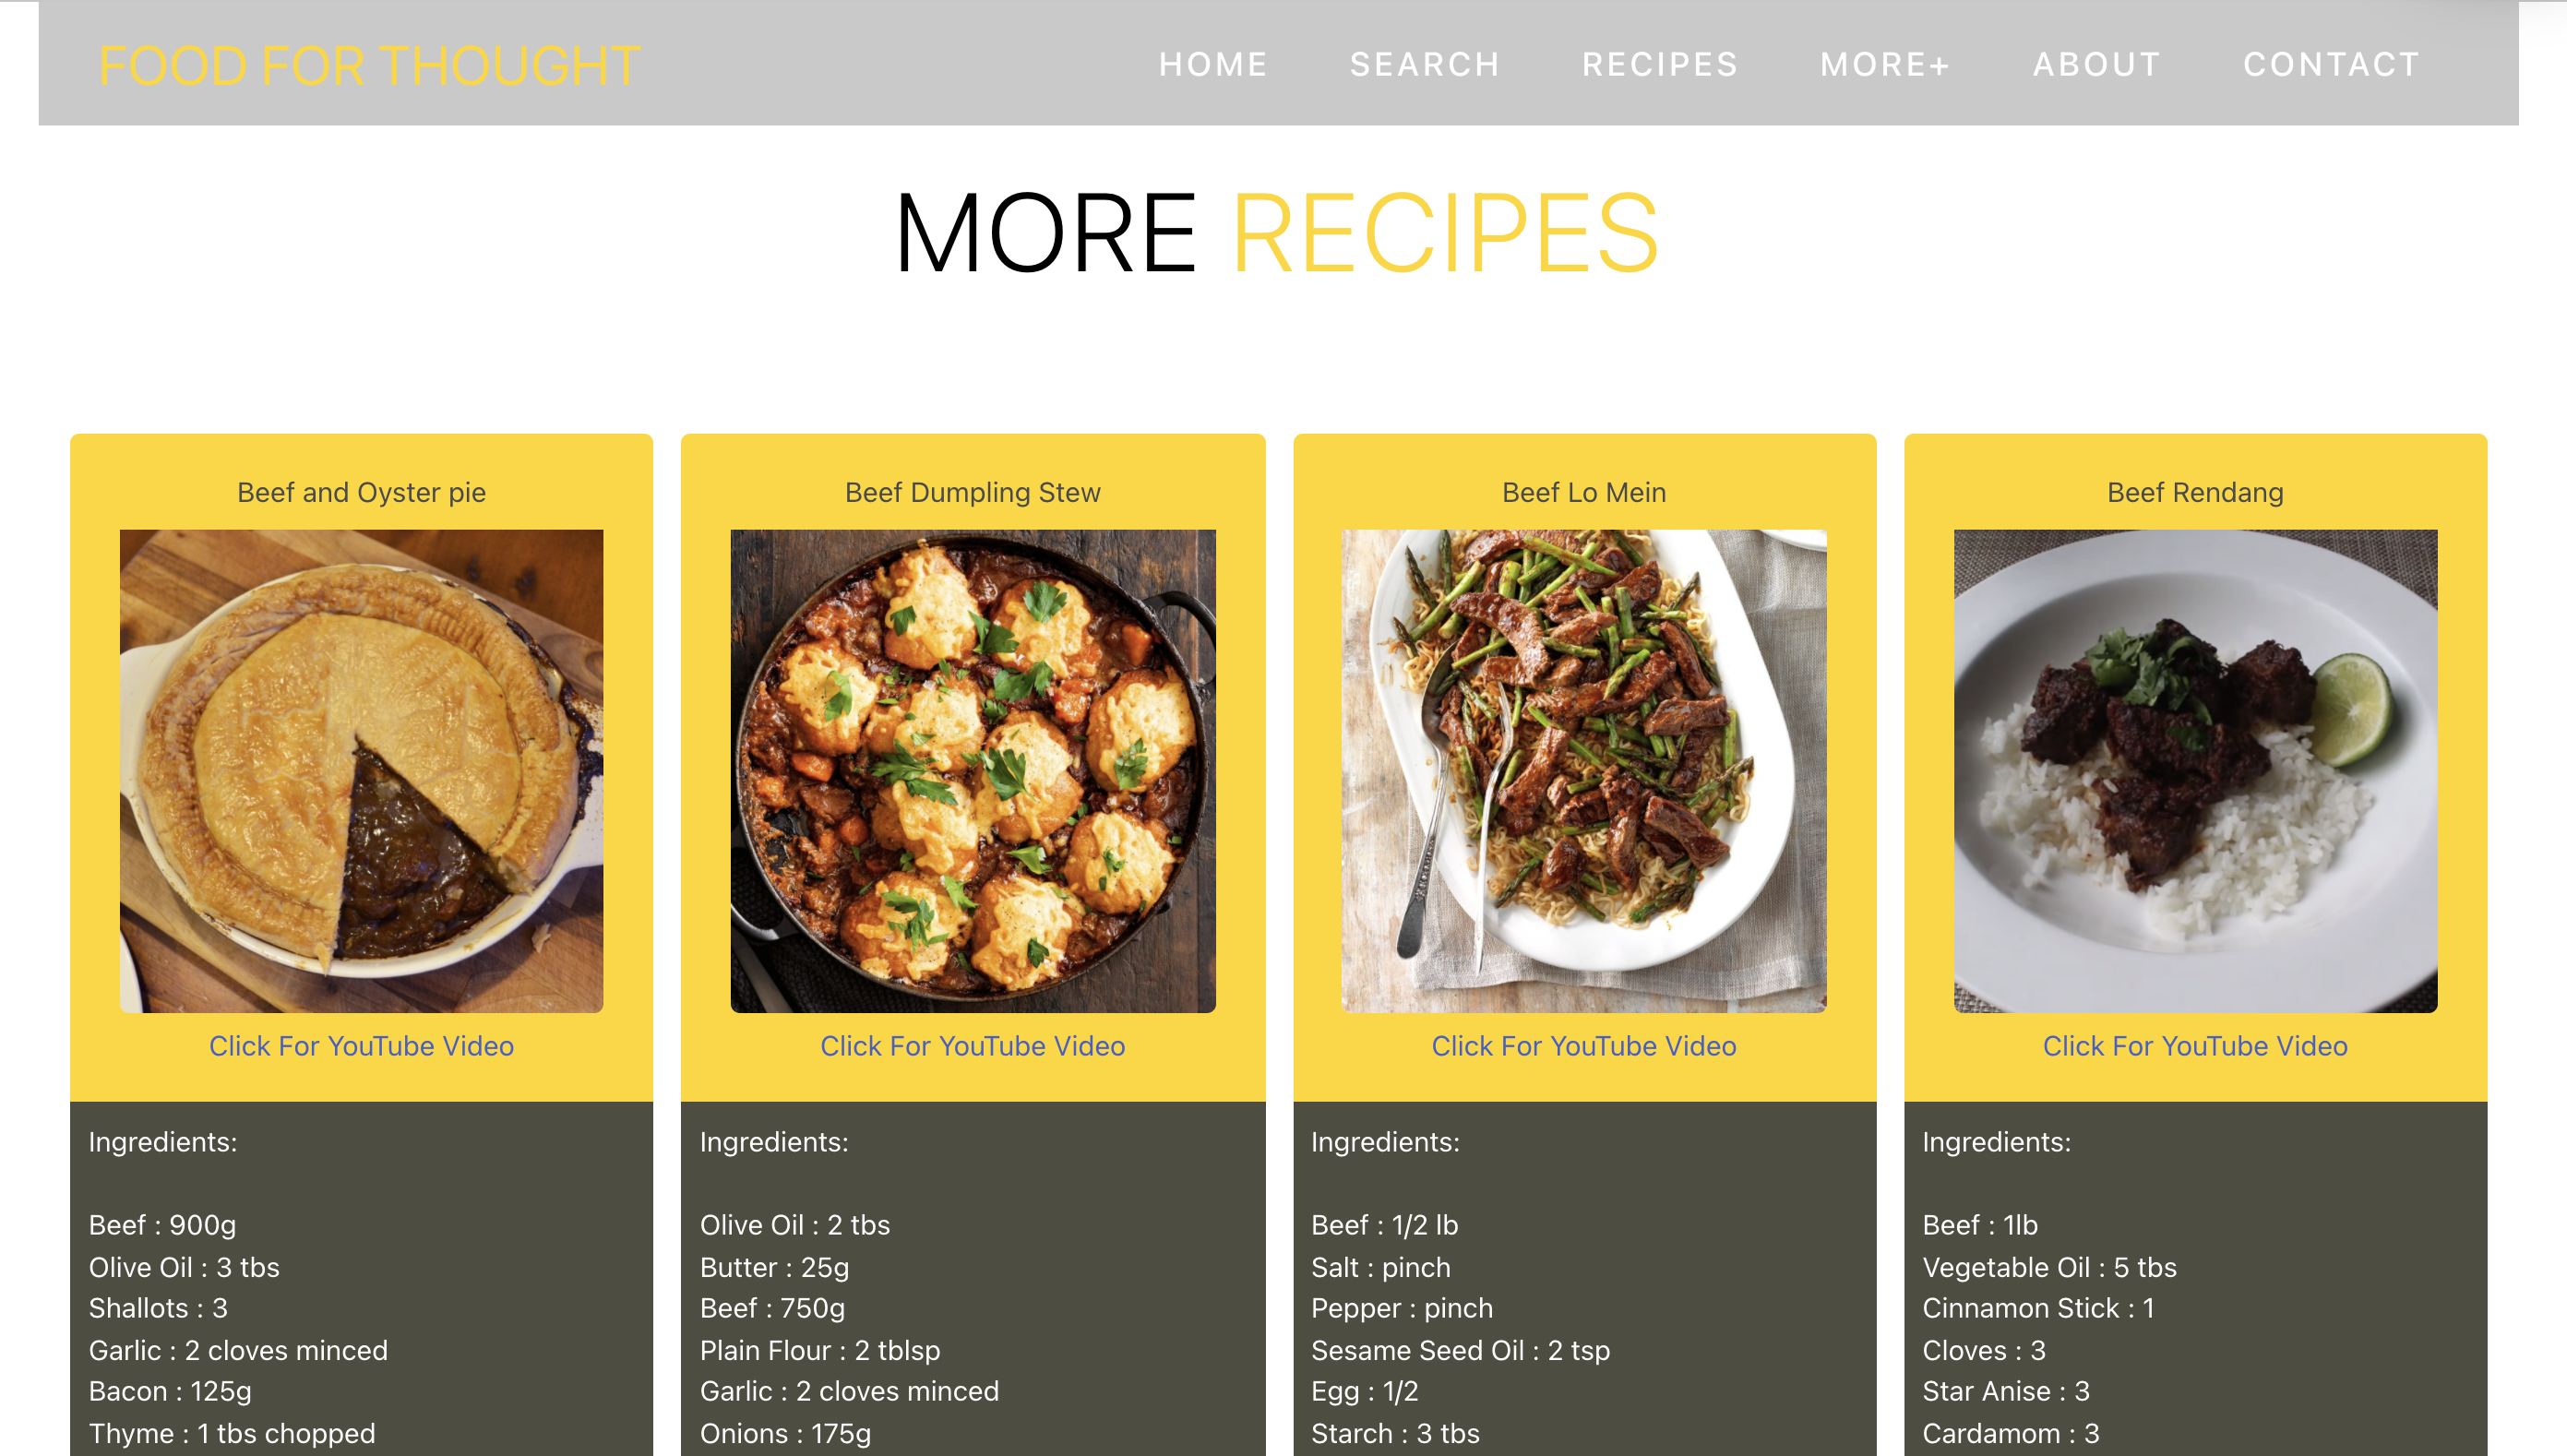 FOOD FOR THOUGHT
HOME SEARCH RECIPES MORE+ ABOUT CONTACT
MORE RECIPES
Beef and Oyster pie
Click For YouTube Video
Ingredients:
Beef : 900g
Olive Oil : 3 tbs
Shallots : 3
Garlic : 2 cloves minced
Bacon : 125g
Thyme : 1 tbs chopped
Beef Dumpling Stew
Click For YouTube Video
Ingredients:
Olive Oil : 2 tbs
Butter : 25g
Beef : 750g
Plain Flour : 2 tblsp
Garlic : 2 cloves minced
Onions : 175g
Beef Lo Mein
Click For YouTube Video
Ingredients:
Beef : 1/2 lb
Salt : pinch
Pepper : pinch
Sesame Seed Oil : 2 tsp
Egg : 1/2
Starch : 3 tbs
Beef Rendang
Click For YouTube Video
Ingredients:
Beef : 1lb
Vegetable Oil : 5 tbs
Cinnamon Stick : 1
Cloves : 3
Star Anise : 3
Cardamom : 3